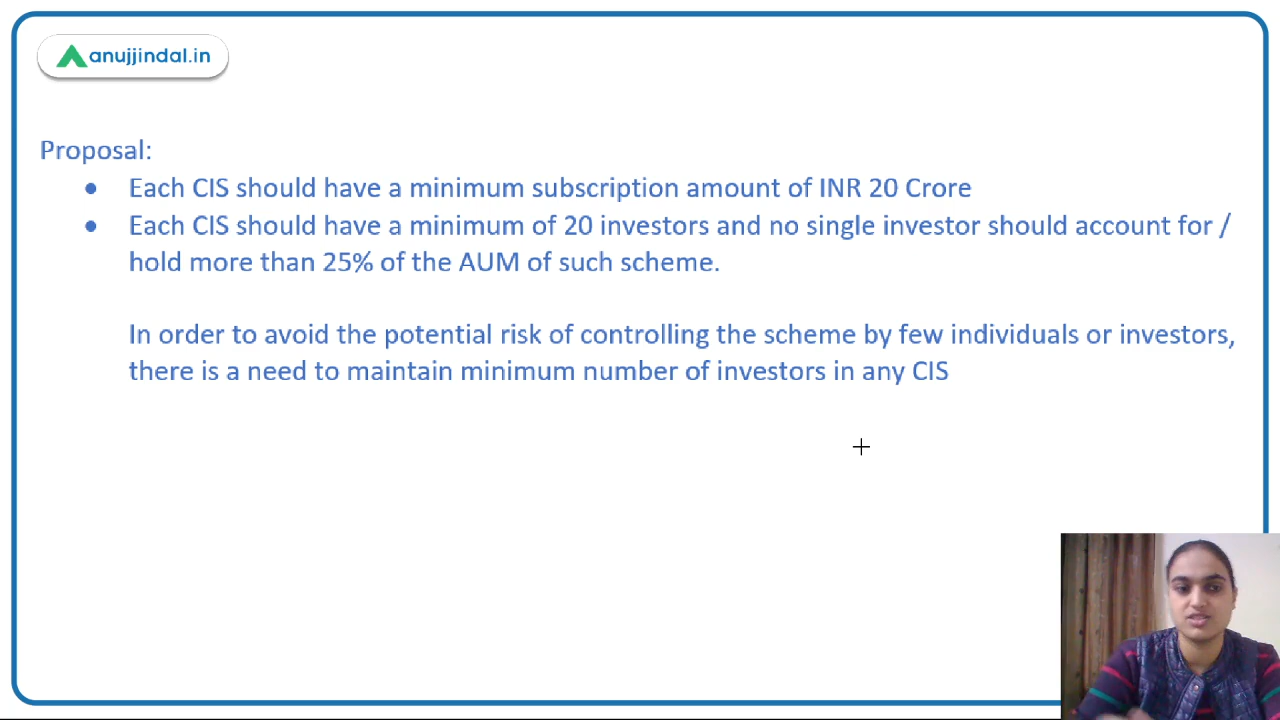 anujjindal.in
Proposal:
• Each CIS should have a minimum subscription amount of INR 20 Crore
• Each CIS should have a minimum of 20 investors and no single investor should account for /
hold more than 25% of the AUM of such scheme.
In order to avoid the potential risk of controlling the scheme by few individuals or investors,
there is a need to maintain minimum number of investors in any CIS